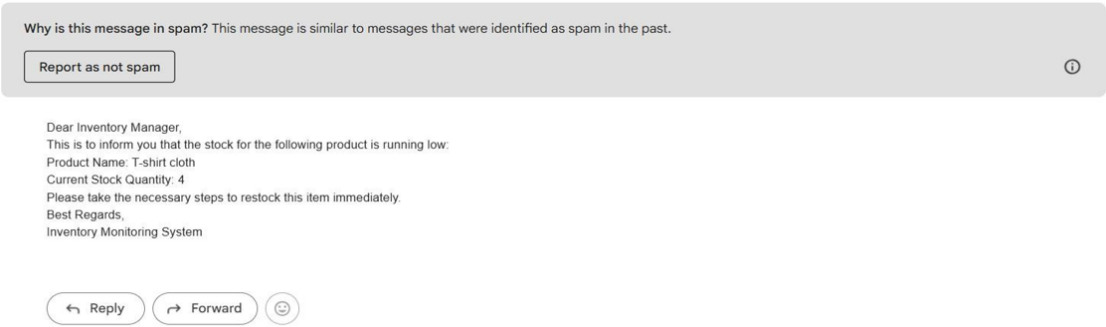 Why is this message in spam? This message is similar to messages that were identified as spam in the past.
Report as not spam
Dear Inventory Manager,
This is to inform you that the stock for the following product is running low:
Product Name: T-shirt cloth
Current Stock Quantity: 4
Please take the necessary steps to restock this item immediately.
Best Regards,
Inventory Monitoring System
Reply
Forward